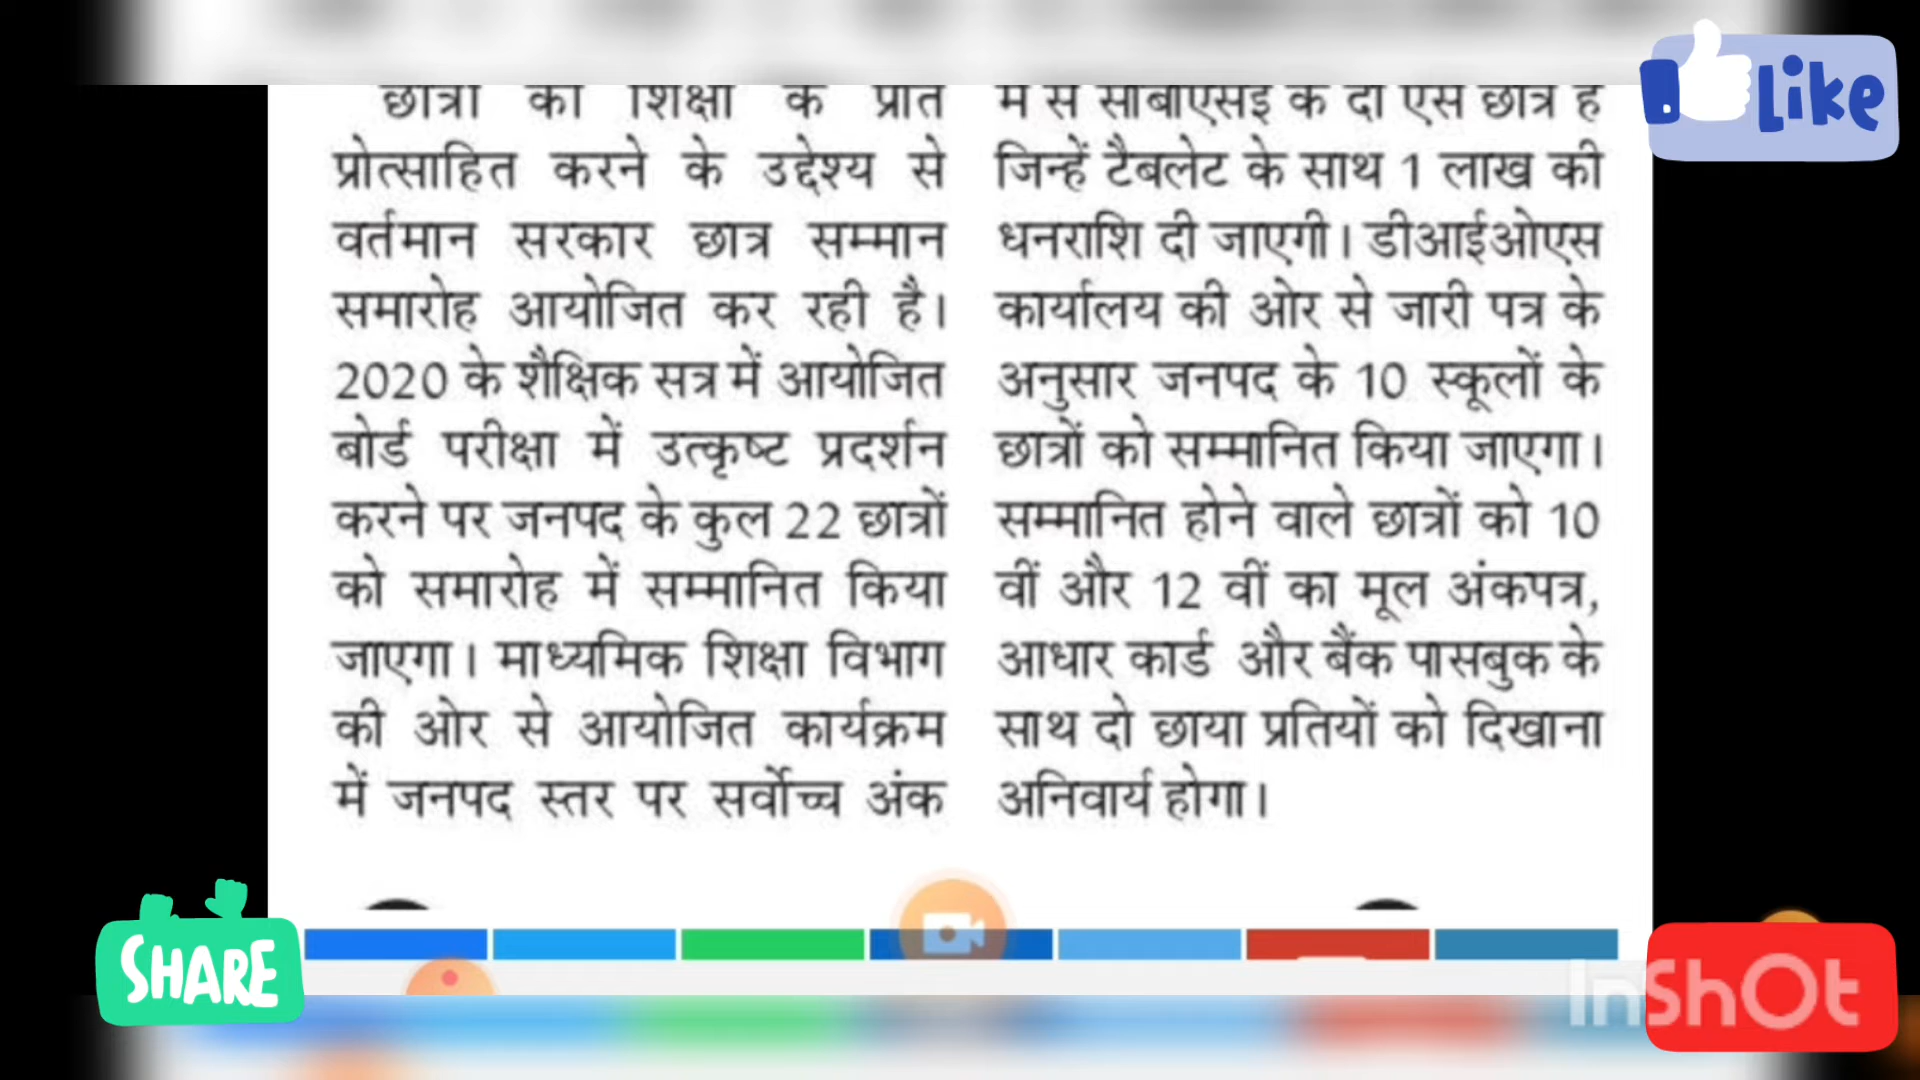 छात्रों को शिक्षा के प्रति
प्रोत्साहित करने के उद्देश्य से
वर्तमान सरकार छात्र सम्मान
समारोह आयोजित कर रही है।
2020 के शैक्षिक सत्र में आयोजित
बोर्ड परीक्षा में उत्कृष्ट प्रदर्शन
करने पर जनपद के कुल 22 छात्रों
को समारोह में सम्मानित किया
जाएगा। माध्यमिक शिक्षा विभाग
की ओर से आयोजित कार्यक्रम
में जनपद स्तर पर सर्वोच्च अंक
में से सीबीएसई के दो ऐसे छात्र हैं
जिन्हें टैबलेट के साथ 1 लाख की
धनराशि दी जाएगी। डीआईओएस
कार्यालय की ओर से जारी पत्र के
अनुसार जनपद के 10 स्कूलों के
छात्रों को सम्मानित किया जाएगा।
सम्मानित होने वाले छात्रों को 10
वीं और 12 वीं का मूल अंकपत्र,
आधार कार्ड और बैंक पासबुक के
साथ दो छाया प्रतियों को दिखाना
अनिवार्य होगा।
Like
SHARE
InShOt